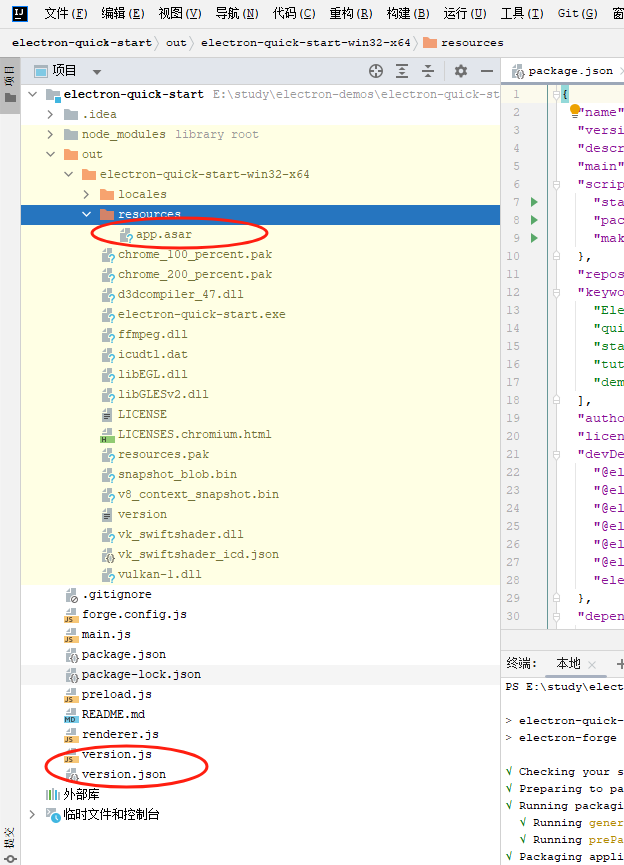 文件(F) 编辑(E) 视图(V) 导航(N) 代码(C) 重构(R) 构建(B) 运行(U) 工具(T) Git(G)
electron-quick-start out electron-quick-start-win32-x64 resources
项目
项目
package.json
electron-quick-start E:\study\electron-demos\electron-quick-st
.idea
node_modules library root
out
electron-quick-start-win32-x64
locales
resources
app.asar
chrome_100_percent.pak
chrome_200_percent.pak
d3dcompiler_47.dll
electron-quick-start.exe
ffmpeg.dll
icudtl.dat
libEGL.dll
libGLESv2.dll
LICENSE
LICENSES.chromium.html
resources.pak
snapshot_blob.bin
v8_context_snapshot.bin
version
vk_swiftshader.dll
vk_swiftshader_icd.json
vulkan-1.dll
.gitignore
forge.config.js
main.js
package.json
package-lock.json
preload.js
README.md
renderer.js
version.js
version.json
外部库
临时文件和控制台
提交
1 {
2 "name"
3 "versi
4 "descr
5 "main"
6 "scrip
7 "sta
8 "pac
9 "mak
10 },
11 "repos
12 "keywo
13 "Ele
14 "qui
15 "sta
16 "tut
17 "dem
18 ],
19 "autho
20 "licen
21 "devDe
22 "@el
23 "@el
24 "@el
25 "@el
26 "@el
27 "@el
28 "ele
29 },
30 "depen
终端: 本地
PS E:\study\elect
> electron-quick-
> electron-forge
√ Checking your s
√ Preparing to pa
√ Running packagi
√ Running gener
√ Running prePa
√ Packaging appli